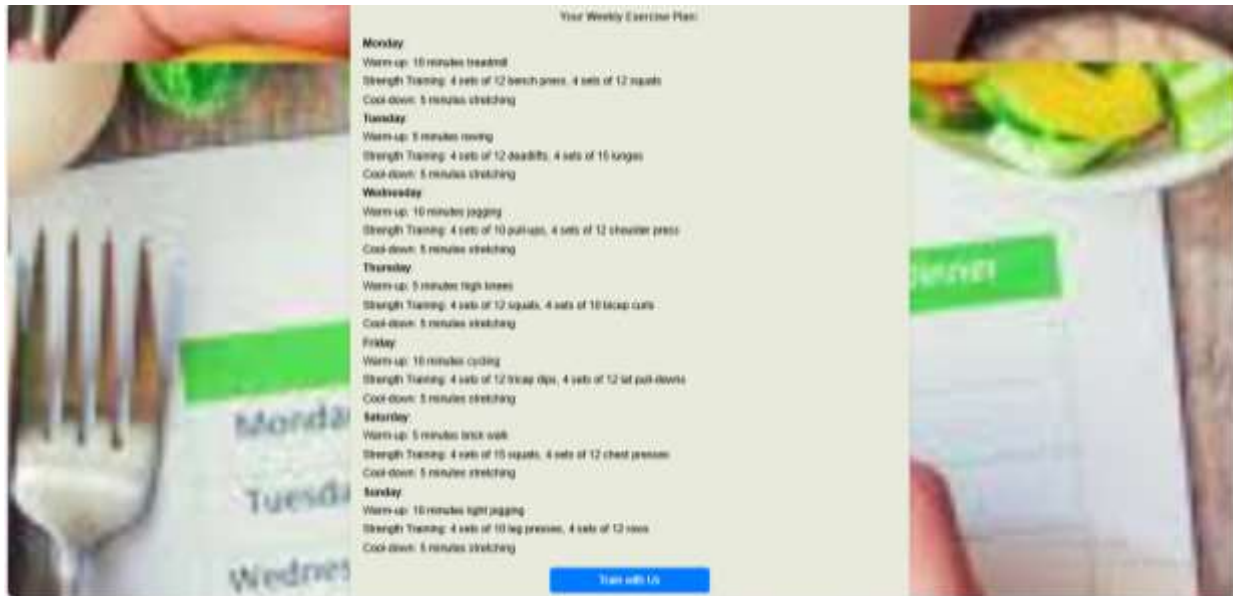 Your Weekly Exercise Plan:
Monday
Warm-up: 10 minutes treadmill
Strength Training: 4 sets of 12 bench press, 4 sets of 12 squats
Cool-down: 5 minutes stretching
Tuesday
Warm-up: 5 minutes rowing
Strength Training: 4 sets of 12 deadlifts, 4 sets of 15 lunges
Cool-down: 5 minutes stretching
Wednesday
Warm-up: 10 minutes jogging
Strength Training: 4 sets of 10 pull-ups, 4 sets of 12 shoulder press
Cool-down: 5 minutes stretching
Thursday
Warm-up: 5 minutes high knees
Strength Training: 4 sets of 12 squats, 4 sets of 10 bicep curls
Cool-down: 5 minutes stretching
Friday
Warm-up: 10 minutes cycling
Strength Training: 4 sets of 12 tricep dips, 4 sets of 12 lat pull-downs
Cool-down: 5 minutes stretching
Saturday
Warm-up: 5 minutes brisk walk
Strength Training: 4 sets of 15 squats, 4 sets of 12 chest presses
Cool-down: 5 minutes stretching
Sunday
Warm-up: 10 minutes light jogging
Strength Training: 4 sets of 10 leg presses, 4 sets of 12 rows
Cool-down: 5 minutes stretching
Train with Us
Monda
Tuesda
Wednes